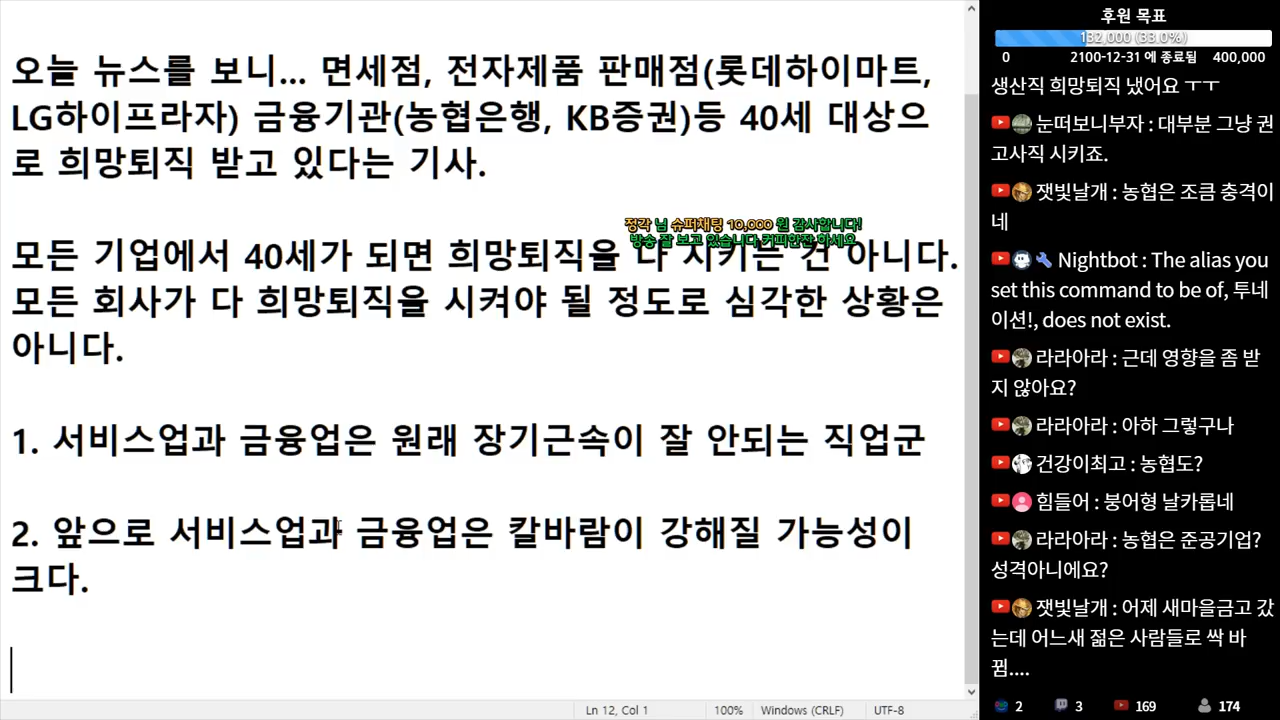 오늘 뉴스를 보니... 면세점, 전자제품 판매점(롯데하이마트,
LG하이프라자) 금융기관(농협은행, KB증권)등 40세 대상으
로 희망퇴직 받고 있다는 기사.
정각 님 슈퍼채팅 10,000 원 감사합니다!
방송 잘 보고 있습니다 커피한잔 하세요
모든 기업에서 40세가 되면 희망퇴직을 다 시키는 건 아니다.
모든 회사가 다 희망퇴직을 시켜야 될 정도로 심각한 상황은
아니다.
1. 서비스업과 금융업은 원래 장기근속이 잘 안되는 직업군
2. 앞으로 서비스업과 금융업은 칼바람이 강해질 가능성이
크다.
Ln 12, Col 1 100% Windows (CRLF) UTF-8
후원 목표
132,000 (33.0%)
0 2100-12-31 에 종료됨 400,000
생산직 희망퇴직 냈어요 ㅜㅜ
눈떠보니부자 : 대부분 그냥 권
고사직 시키죠.
잿빛날개 : 농협은 조큼 충격이
네
Nightbot : The alias you
set this command to be of, 투네
이션!, does not exist.
라라아라 : 근데 영향을 좀 받
지 않아요?
라라아라 : 아하 그렇구나
건강이최고 : 농협도?
힘들어 : 붕어형 날카롭네
라라아라 : 농협은 준공기업?
성격아니에요?
잿빛날개 : 어제 새마을금고 갔
는데 어느새 젊은 사람들로 싹 바
뀜....
2 3 169 174